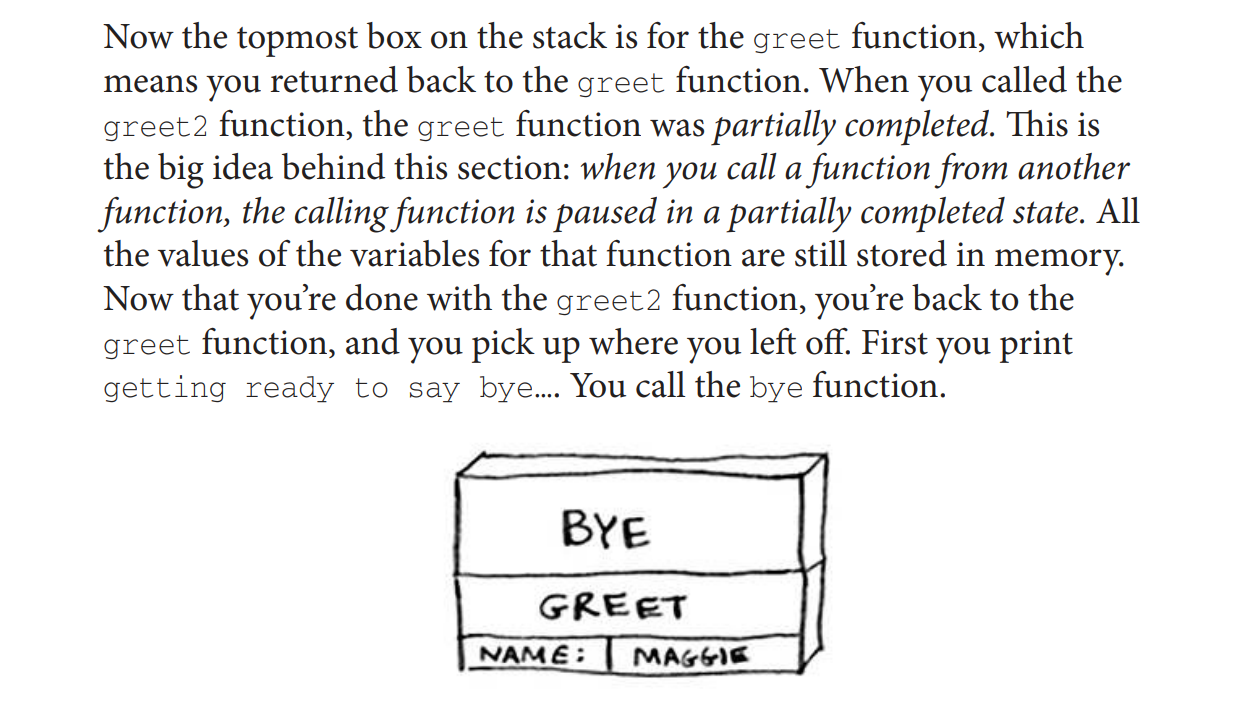 Now the topmost box on the stack is for the greet function, which
means you returned back to the greet function. When you called the
greet2 function, the greet function was partially completed. This is
the big idea behind this section: when you call a function from another
function, the calling function is paused in a partially completed state. All
the values of the variables for that function are still stored in memory.
Now that you’re done with the greet2 function, you’re back to the
greet function, and you pick up where you left off. First you print
getting ready to say bye…. You call the bye function.
BYE
GREET
NAME: MAGGIE